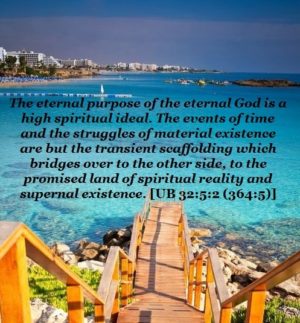 The eternal purpose of the eternal God is a
high spiritual ideal. The events of time
and the struggles of material existence
are but the transient scaffolding which
bridges over to the other side, to the
promised land of spiritual reality and
supernal existence. [UB 32:5:2 (364:5)]